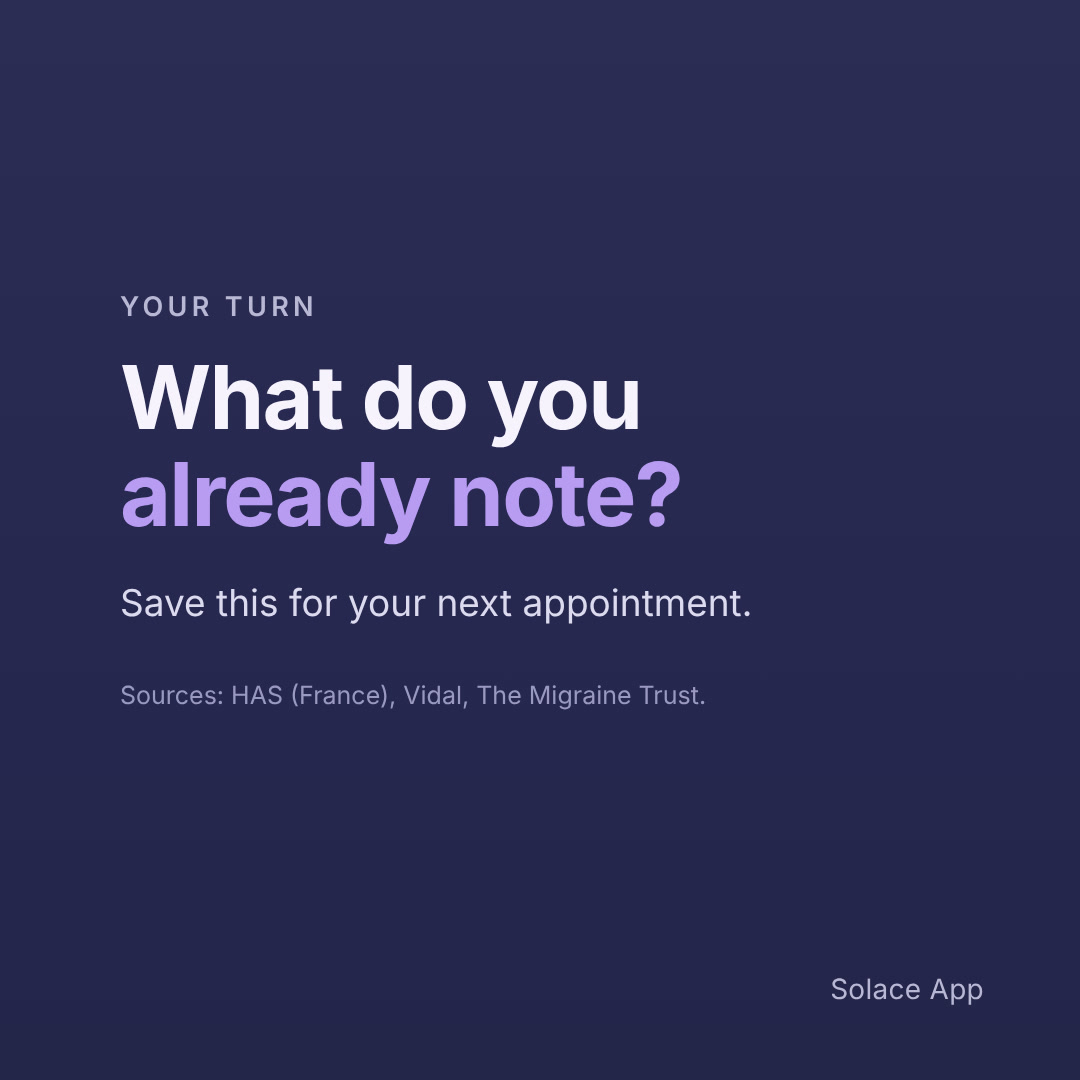 YOUR TURN
What do you
already note?
Save this for your next appointment.
Sources: HAS (France), Vidal, The Migraine Trust.
Solace App